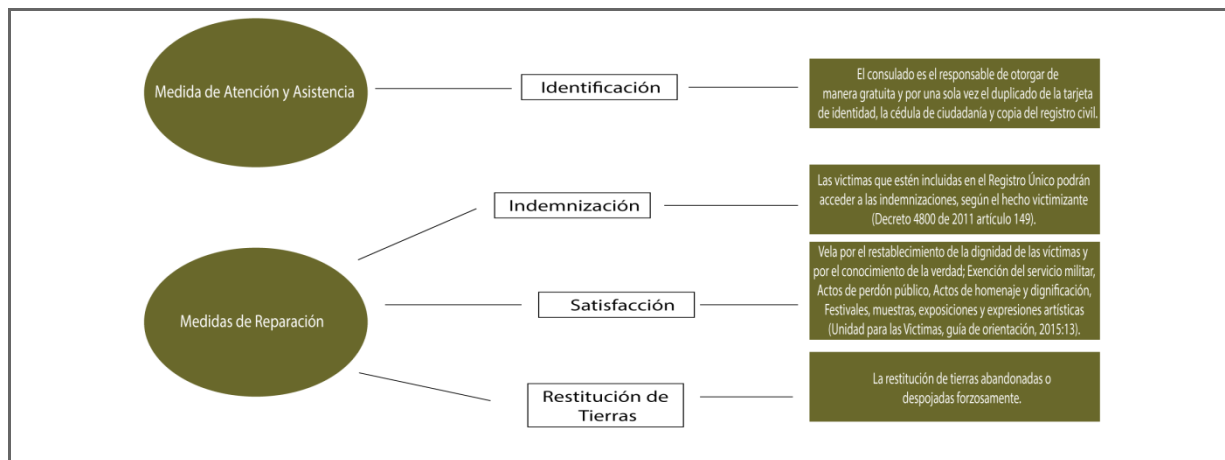 Medida de Atención y Asistencia
Identificación
El consulado es el responsable de otorgar de
manera gratuita y por una sola vez el duplicado de la tarjeta
de identidad, la cédula de ciudadanía y copia del registro civil.
Medidas de Reparación
Indemnización
Las victimas que estén incluidas en el Registro Único podrán
acceder a las indemnizaciones, según el hecho victimizante
(Decreto 4800 de 2011 artículo 149).
Satisfacción
Vela por el restablecimiento de la dignidad de las víctimas y
por el conocimiento de la verdad; Exención del servicio militar,
Actos de perdón público, Actos de homenaje y dignificación,
Festivales, muestras, exposiciones y expresiones artísticas
(Unidad para las Victimas, guía de orientación, 2015:13).
Restitución de
Tierras
La restitución de tierras abandonadas o
despojadas forzosamente.